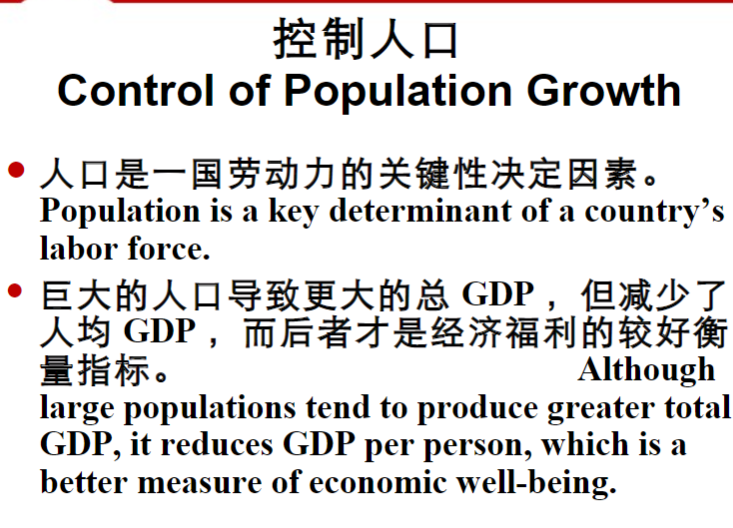 控制人口
Control of Population Growth
人口是一国劳动力的关键性决定因素。
Population is a key determinant of a country’s
labor force.
巨大的人口导致更大的总 GDP ，但减少了
人均 GDP ，而后者才是经济福利的较好衡
量指标。 Although
large populations tend to produce greater total
GDP, it reduces GDP per person, which is a
better measure of economic well-being.